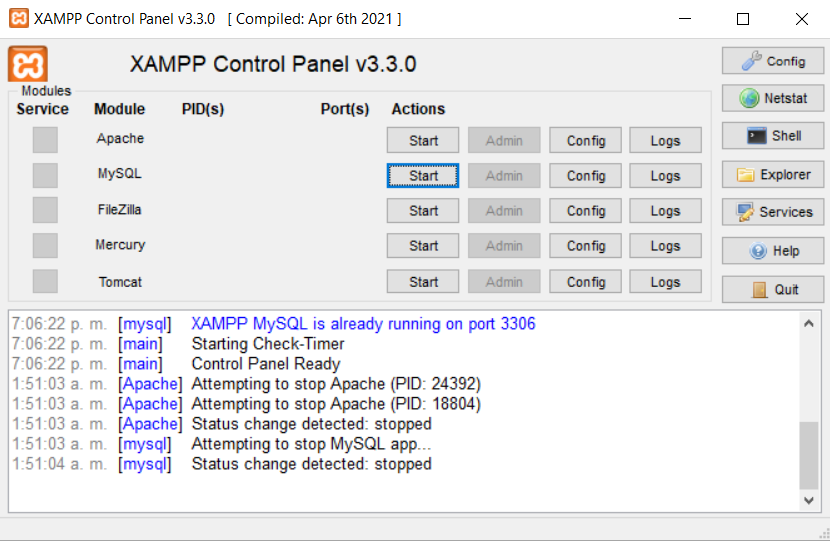 XAMPP Control Panel v3.3.0 [ Compiled: Apr 6th 2021 ]
XAMPP Control Panel v3.3.0
Config
Modules
Service Module PID(s) Port(s) Actions
Netstat
Apache Start Admin Config Logs
Shell
MySQL Start Admin Config Logs
Explorer
FileZilla Start Admin Config Logs
Services
Mercury Start Admin Config Logs
Help
Tomcat Start Admin Config Logs
Quit
7:06:22 p. m. [mysql] XAMPP MySQL is already running on port 3306
7:06:22 p. m. [main] Starting Check-Timer
7:06:22 p. m. [main] Control Panel Ready
1:51:03 a. m. [Apache] Attempting to stop Apache (PID: 24392)
1:51:03 a. m. [Apache] Attempting to stop Apache (PID: 18804)
1:51:03 a. m. [Apache] Status change detected: stopped
1:51:03 a. m. [mysql] Attempting to stop MySQL app...
1:51:04 a. m. [mysql] Status change detected: stopped